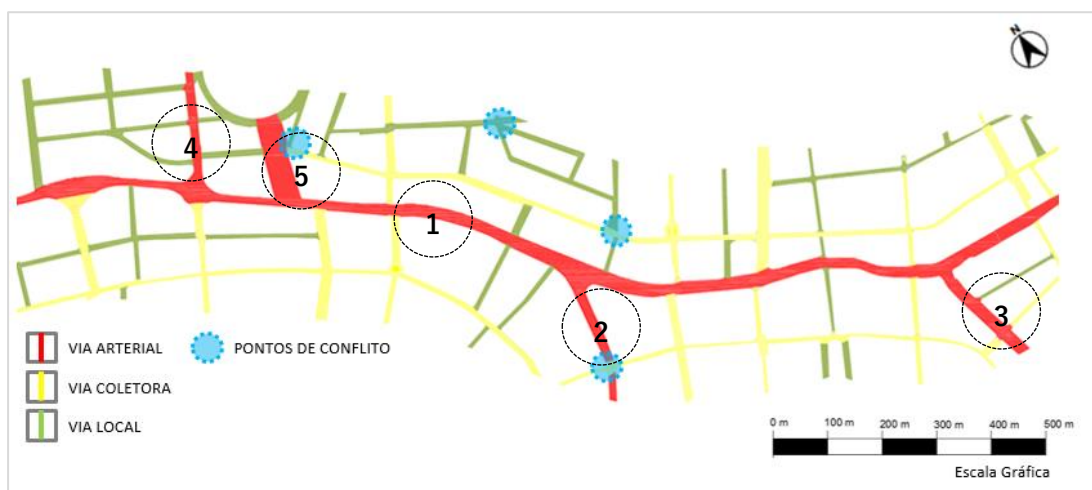 N
4
5
1
2
3
VIA ARTERIAL
PONTOS DE CONFLITO
VIA COLETORA
VIA LOCAL
0 m 100 m 200 m 300 m 400 m 500 m
Escala Gráfica